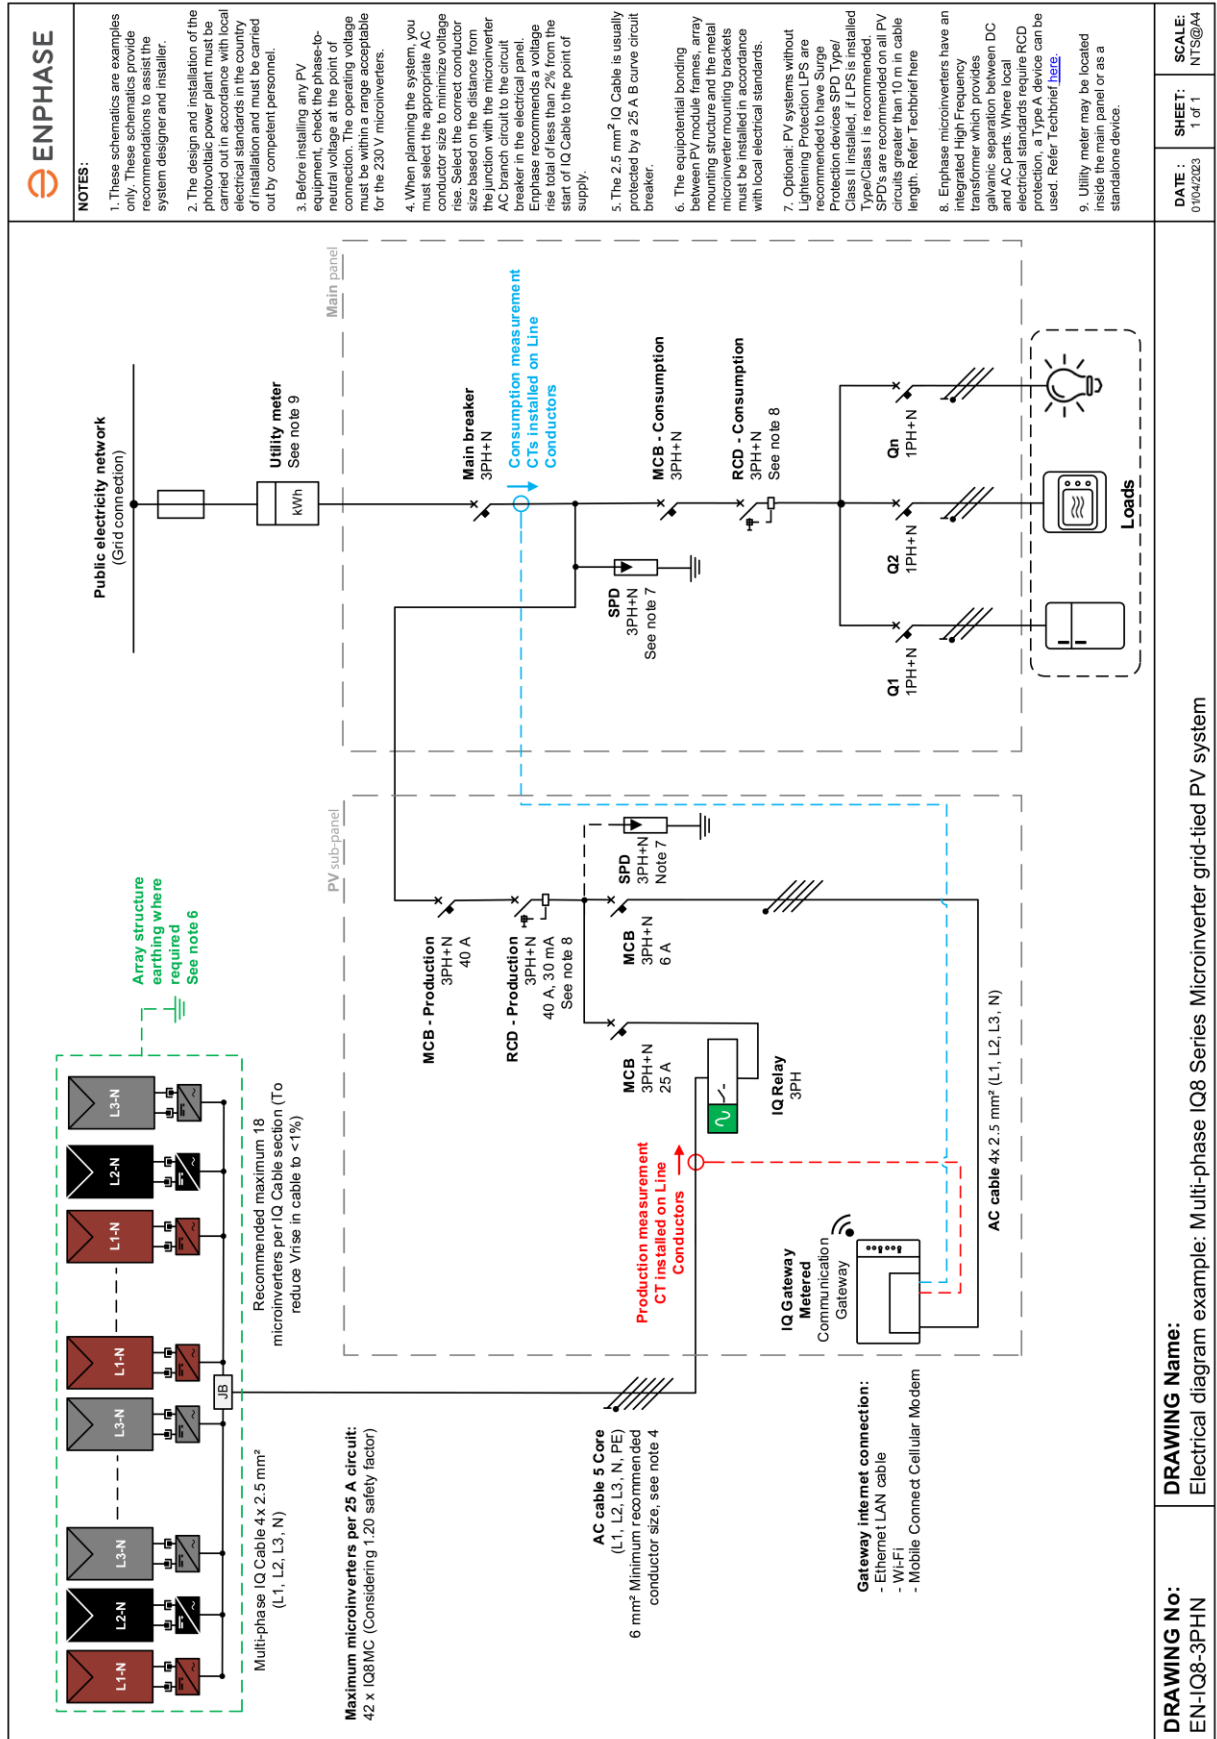 ENPHASE
NOTES:
1. These schematics are examples
only. These schematics provide
recommendations to assist the
system designer and installer.
2. The design and installation of the
photovoltaic power plant must be
carried out in accordance with local
electrical standards in the country
of installation and must be carried
out by competent personnel.
3. Before installing any PV
equipment, check the phase-to-
neutral voltage at the point of
connection. The operating voltage
must be within a range acceptable
for the 230 V microinverters.
4. When planning the system, you
must select the appropriate AC
conductor size to minimize voltage
rise. Select the correct conductor
size based on the distance from
the junction with the microinverter
AC branch circuit to the circuit
breaker in the electrical panel.
Enphase recommends a voltage
rise total of less than 2% from the
start of IQ Cable to the point of
supply.
5. The 2.5 mm² IQ Cable is usually
protected by a 25 A B curve circuit
breaker.
6. The equipotential bonding
between PV module frames, array
mounting structure and the metal
microinverter mounting brackets
must be installed in accordance
with local electrical standards.
7. Optional: PV systems without
Lightening Protection LPS are
recommended to have Surge
Protection devices SPD Type/
Class II installed, if LPS is installed
Type/Class I is recommended.
SPD's are recommended on all PV
circuits greater than 10 m in cable
length. Refer Techbrief here
8. Enphase microinverters have an
integrated High Frequency
transformer which provides
galvanic separation between DC
and AC parts. Where local
electrical standards require RCD
protection, a Type A device can be
used. Refer Techbrief here.
9. Utility meter may be located
inside the main panel or as a
standalone device.
DATE :
01/04/2023
SHEET:
1 of 1
SCALE:
NTS@A4
L1-N
L2-N
L3-N
L3-N
L1-N
L1-N
L2-N
L3-N
JB
Array structure
earthing where
required
See note 6
Multi-phase IQ Cable 4x 2.5 mm²
(L1, L2, L3, N)
Recommended maximum 18
microinverters per IQ Cable section (To
reduce Vrise in cable to <1%)
Maximum microinverters per 25 A circuit:
42 x IQ8MC (Considering 1.20 safety factor)
Public electricity network
(Grid connection)
Utility meter
See note 9
kWh
Main panel
Main breaker
3PH+N
Consumption measurement
CTs installed on Line
Conductors
SPD
3PH+N
See note 7
MCB - Consumption
3PH+N
RCD - Consumption
3PH+N
See note 8
Q1
1PH+N
Q2
1PH+N
Qn
1PH+N
Loads
PV sub-panel
MCB - Production
3PH+N
40 A
RCD - Production
3PH+N
40 A, 30 mA
See note 8
SPD
3PH+N
Note 7
MCB
3PH+N
6 A
MCB
3PH+N
25 A
IQ Relay
3PH
Production measurement
CT installed on Line
Conductors
IQ Gateway
Metered
Communication
Gateway
AC cable 4x 2.5 mm² (L1, L2, L3, N)
AC cable 5 Core
(L1, L2, L3, N, PE)
6 mm² Minimum recommended
conductor size, see note 4
Gateway internet connection:
- Ethernet LAN cable
- Wi-Fi
- Mobile Connect Cellular Modem
DRAWING No:
EN-IQ8-3PHN
DRAWING Name:
Electrical diagram example: Multi-phase IQ8 Series Microinverter grid-tied PV system